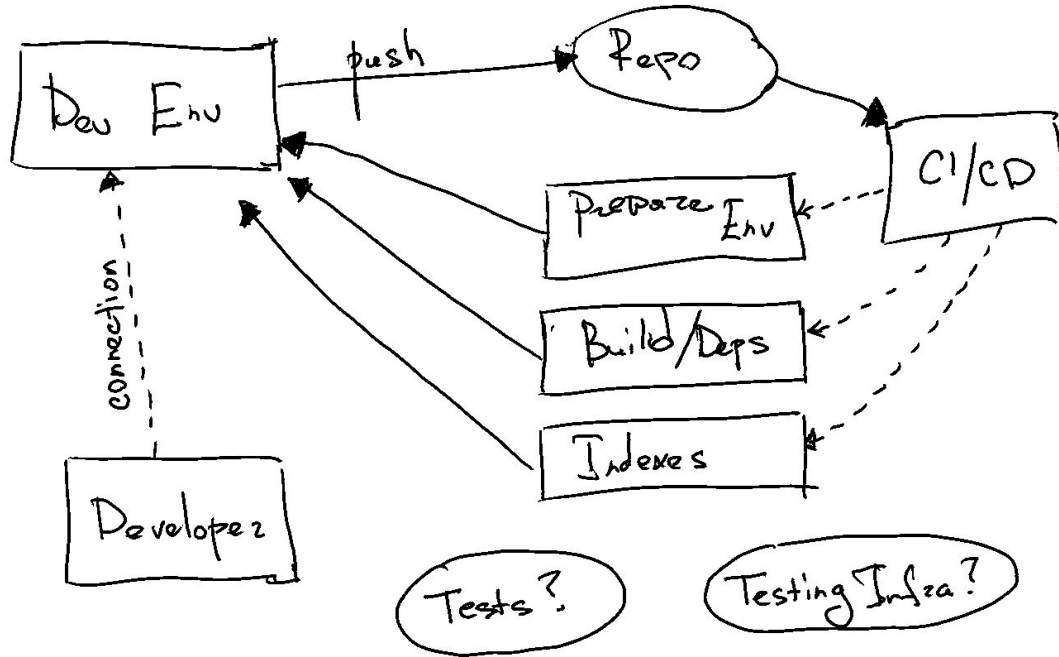 Dev Env
push
Repo
CI/CD
Prepare Env
Build/Deps
Indexes
connection
Developer
Tests?
Testing Infra?